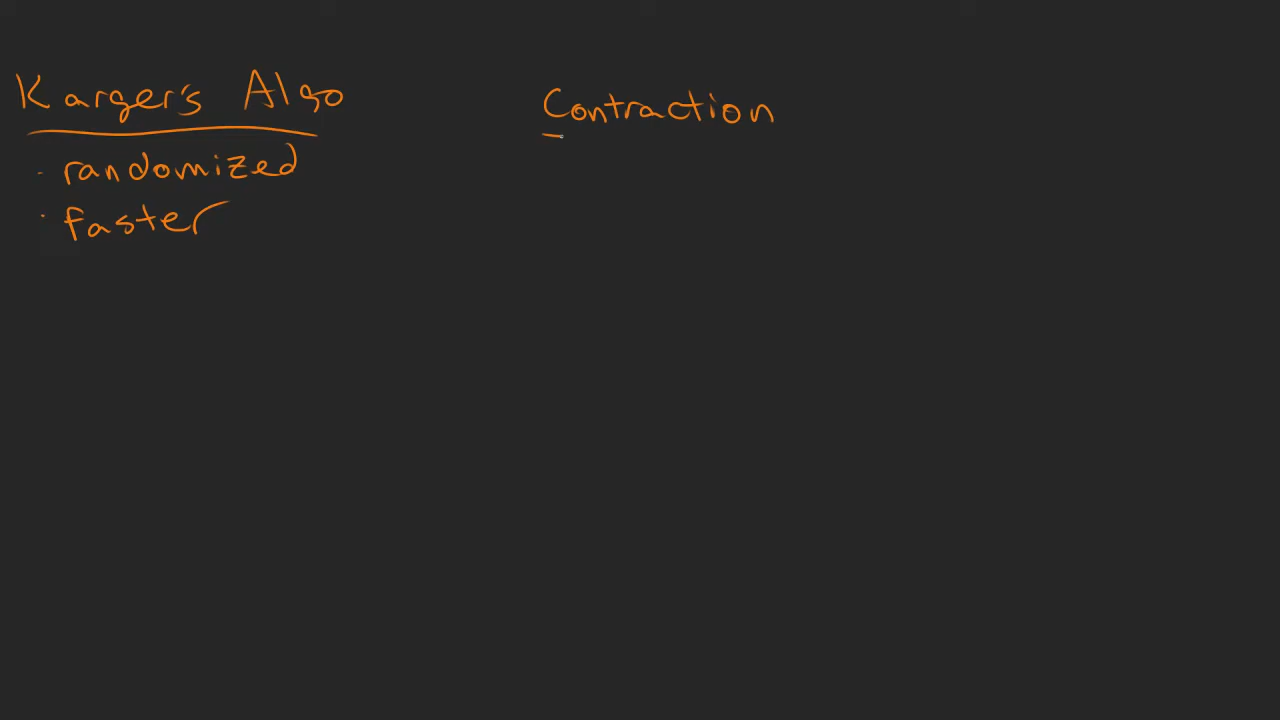 Karger's Algo
Contraction
· randomized
· faster